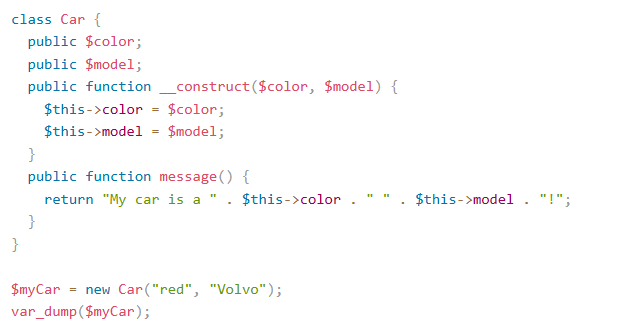 class Car {
  public $color;
  public $model;
  public function __construct($color, $model) {
    $this->color = $color;
    $this->model = $model;
  }
  public function message() {
    return "My car is a " . $this->color . " " . $this->model . "!";
  }
}

$myCar = new Car("red", "Volvo");
var_dump($myCar);